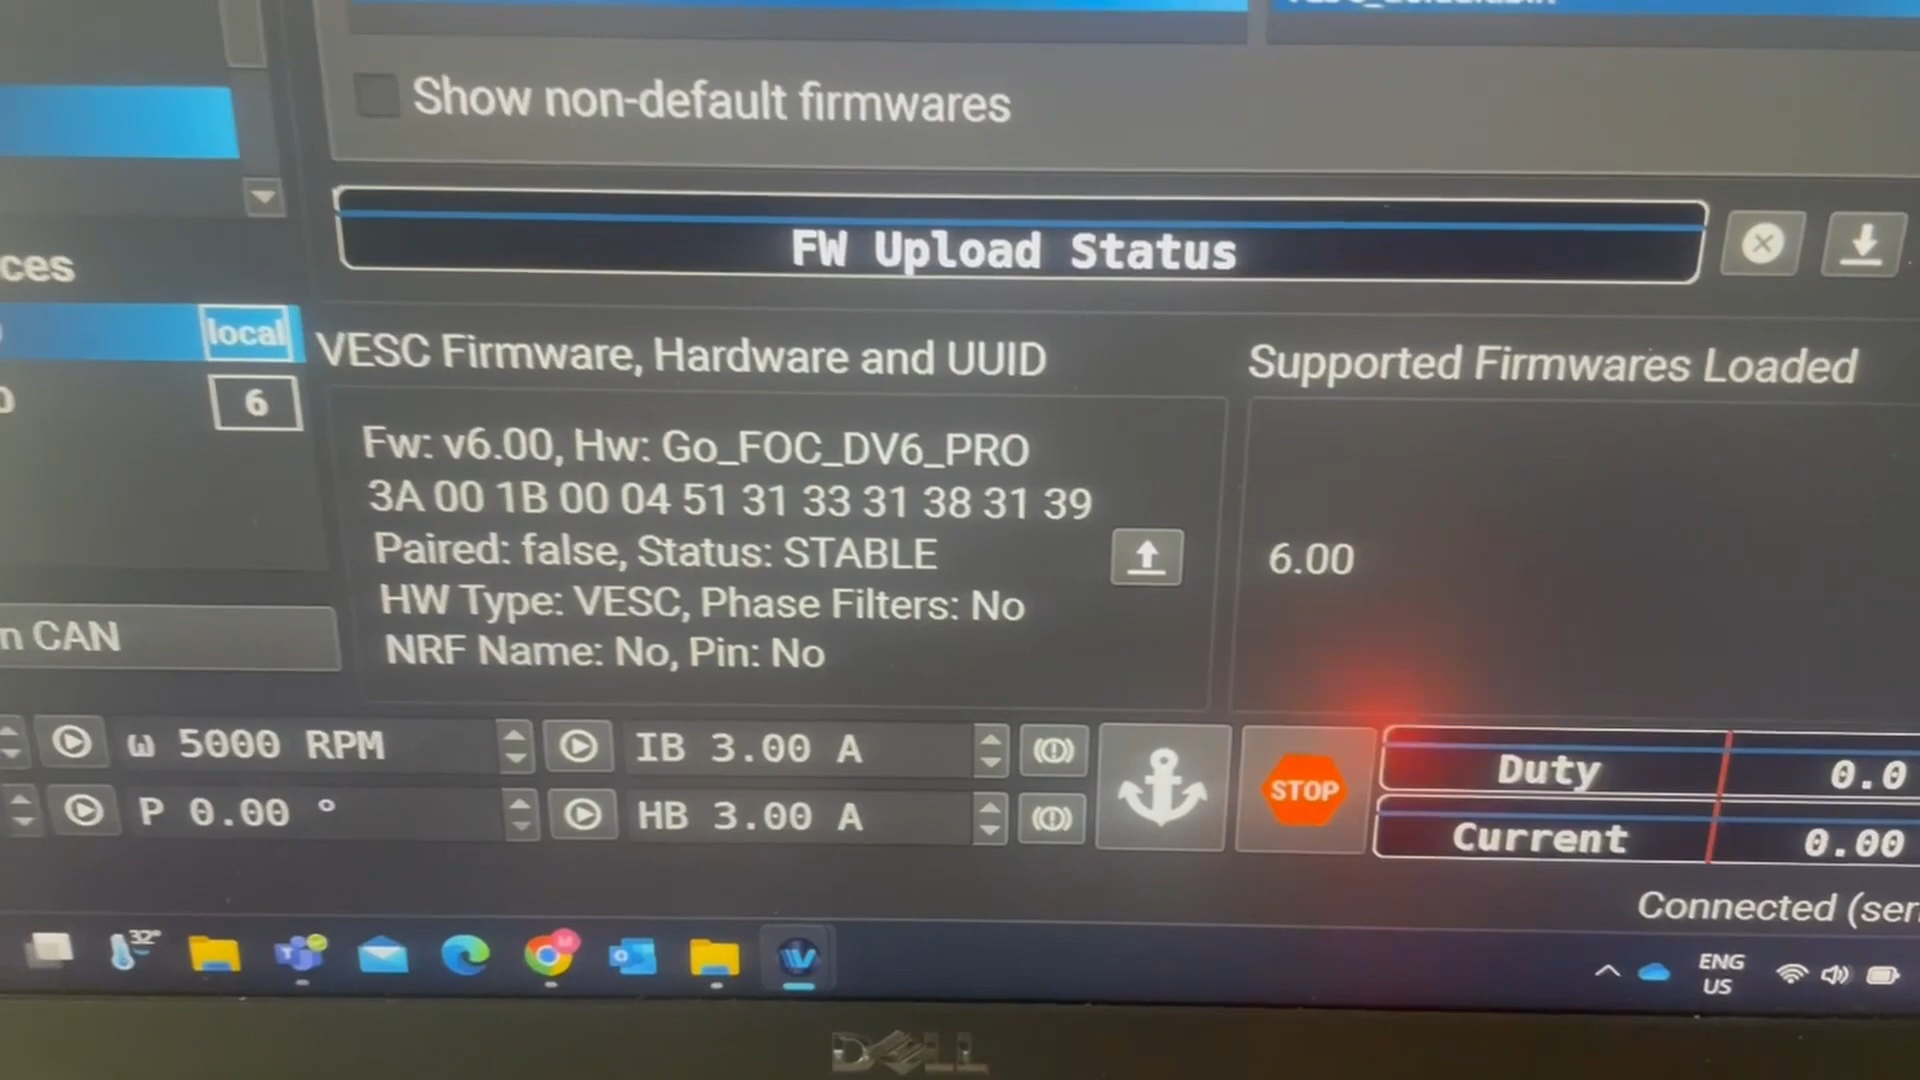 Show non-default firmwares
FW Upload Status
ces
local
VESC Firmware, Hardware and UUID
Supported Firmwares Loaded
6
Fw: v6.00, Hw: Go_FOC_DV6_PRO
3A 00 1B 00 04 51 31 33 31 38 31 39
Paired: false, Status: STABLE
6.00
HW Type: VESC, Phase Filters: No
n CAN
NRF Name: No, Pin: No
ω 5000 RPM
IB 3.00 A
STOP
Duty
0.0
P 0.00 °
HB 3.00 A
Current
0.00
Connected (ser
32°
ENG
US
DELL